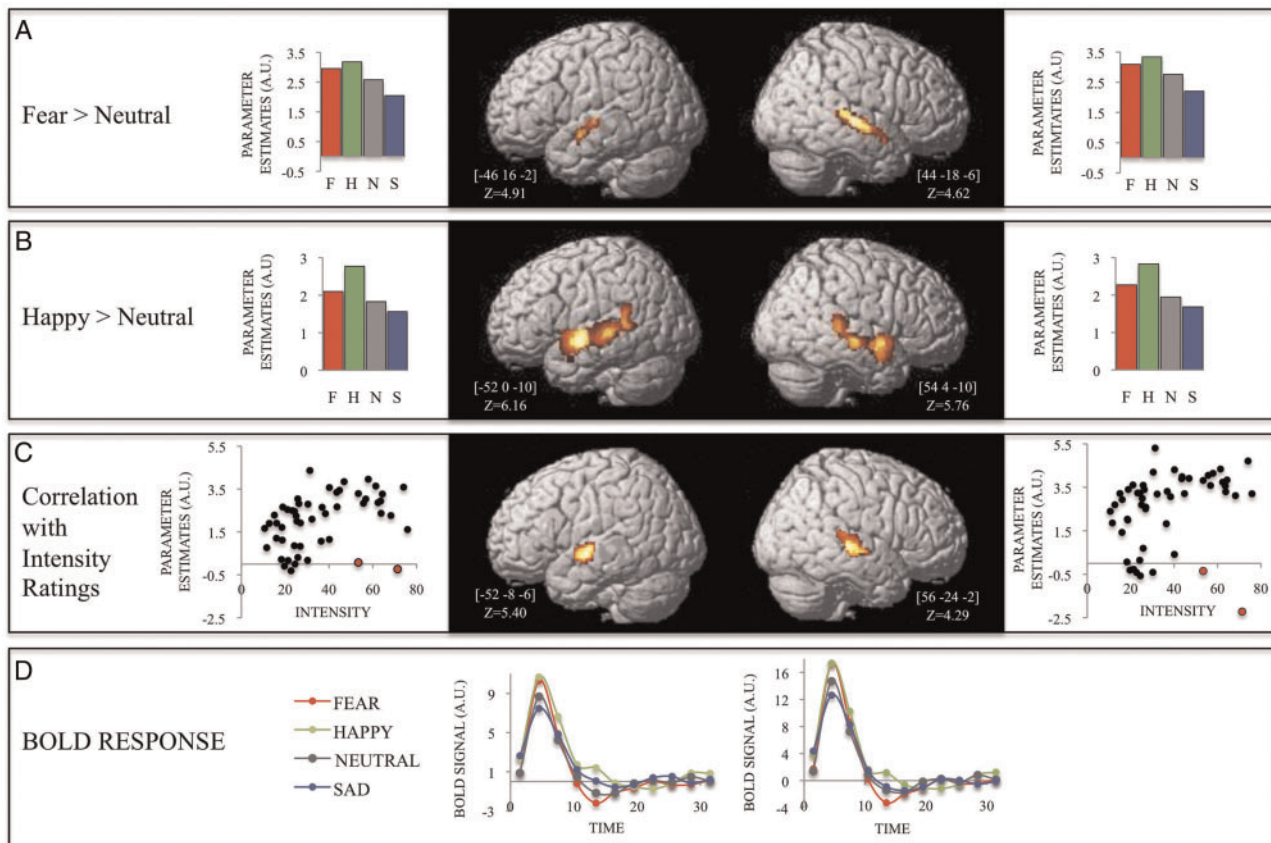 A
Fear > Neutral
PARAMETER
ESTIMATES (A.U.)
3.5
2.5
1.5
0.5
-0.5
F H N S
[-46 16 -2]
Z=4.91
[44 -18 -6]
Z=4.62
PARAMETER
ESTIMTATES (A.U)
3.5
2.5
1.5
0.5
-0.5
F H N S
B
Happy > Neutral
PARAMETER
ESTIMATES (A.U)
3
2
1
0
F H N S
[-52 0 -10]
Z=6.16
[54 4 -10]
Z=5.76
PARAMETER
ESTIMATES (A.U.)
3
2
1
0
F H N S
C
Correlation
with
Intensity
Ratings
PARAMETER
ESTIMATES (A.U.)
5.5
3.5
1.5
-0.5
-2.5
0 20 40 60 80
INTENSITY
[-52 -8 -6]
Z=5.40
[56 -24 -2]
Z=4.29
PARAMETER
ESTIMATES (A.U.)
5.5
3.5
1.5
-0.5
-2.5
0 20 40 60 80
INTENSITY
D
BOLD RESPONSE
FEAR
HAPPY
NEUTRAL
SAD
BOLD SIGNAL (A.U.)
9
5
1
-3
0 10 20 30
TIME
BOLD SIGNAL (A.U.)
16
12
8
4
0
-4
0 10 20 30
TIME